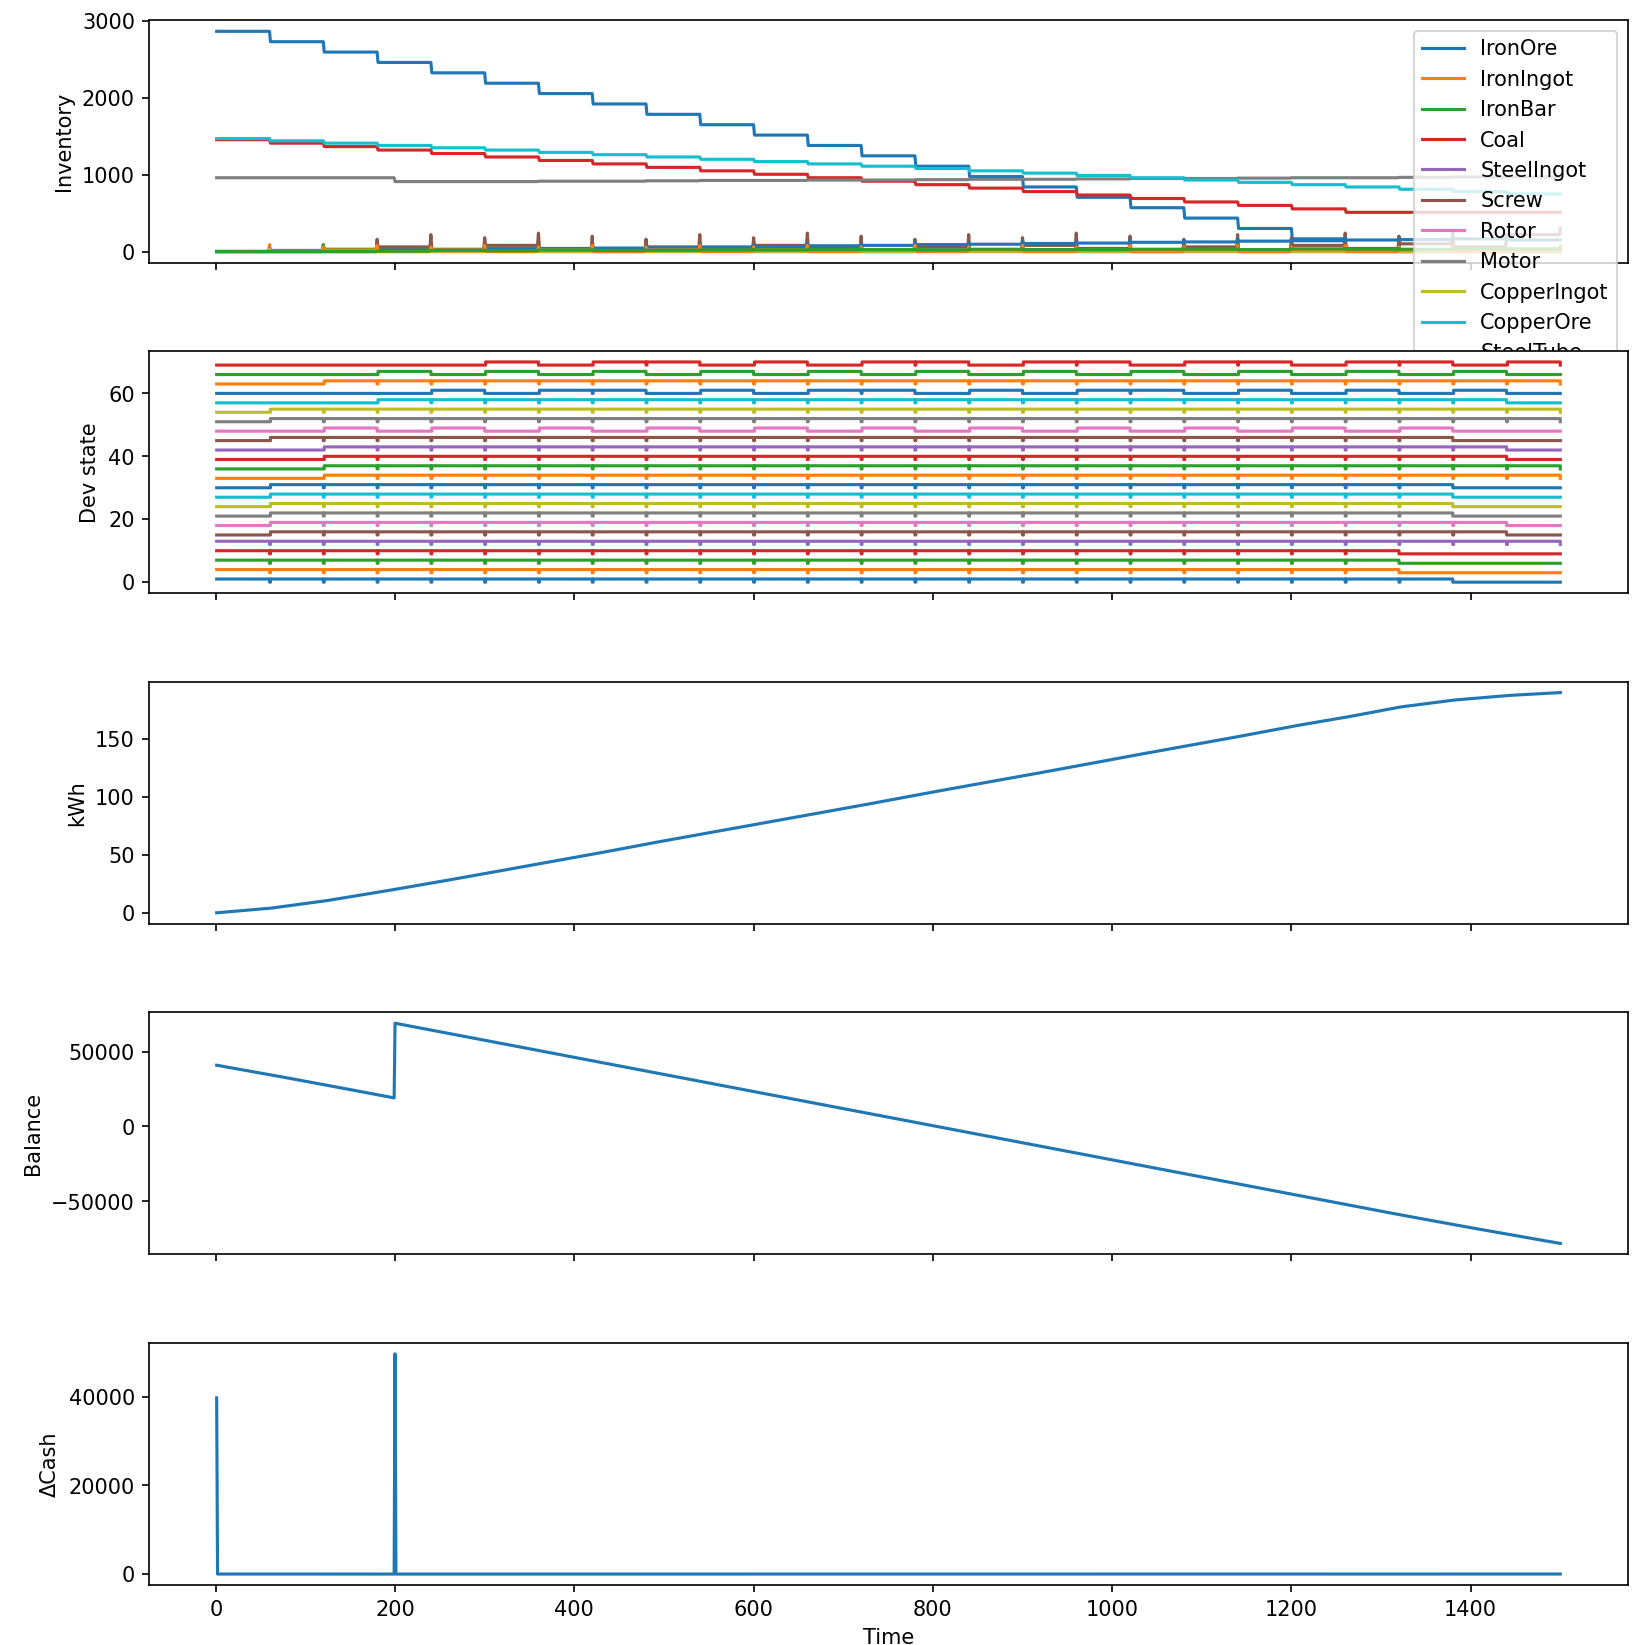 3000
2000
1000
0
Inventory
IronOre
IronIngot
IronBar
Coal
SteelIngot
Screw
Rotor
Motor
CopperIngot
CopperOre
SteelTube
60
40
20
0
Dev state
150
100
50
0
kWh
50000
0
−50000
Balance
40000
20000
0
ΔCash
0 200 400 600 800 1000 1200 1400
Time